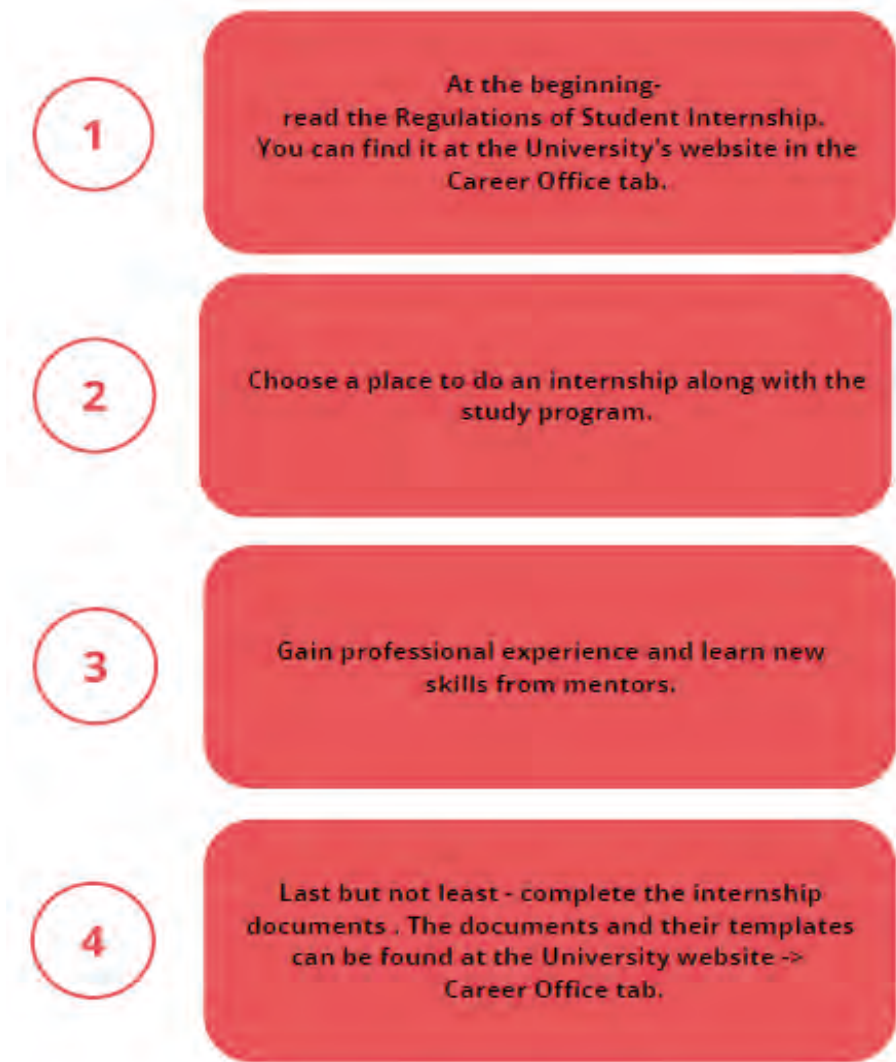 1
At the beginning-
read the Regulations of Student Internship.
You can find it at the University's website in the
Career Office tab.
2
Choose a place to do an internship along with the
study program.
3
Gain professional experience and learn new
skills from mentors.
4
Last but not least - complete the internship
documents . The documents and their templates
can be found at the University website ->
Career Office tab.